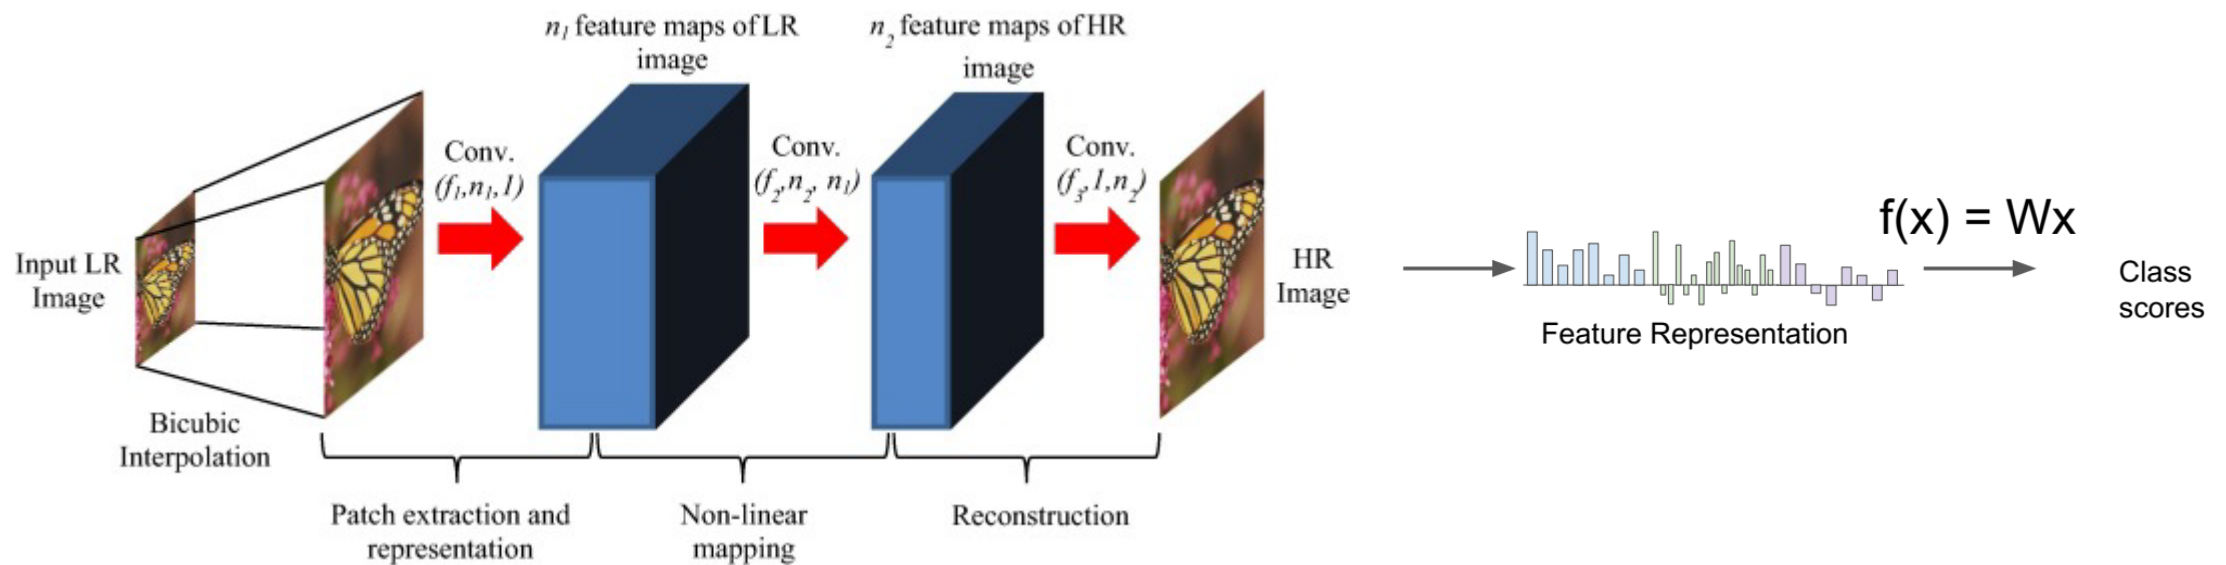 n1 feature maps of LR
image
n2 feature maps of HR
image
Conv.
(f1,n1,1)
Conv.
(f2,n2, n1)
Conv.
(f3,1,n2)
Input LR
Image
HR
Image
f(x) = Wx
Class
scores
Feature Representation
Bicubic
Interpolation
Patch extraction and
representation
Non-linear
mapping
Reconstruction